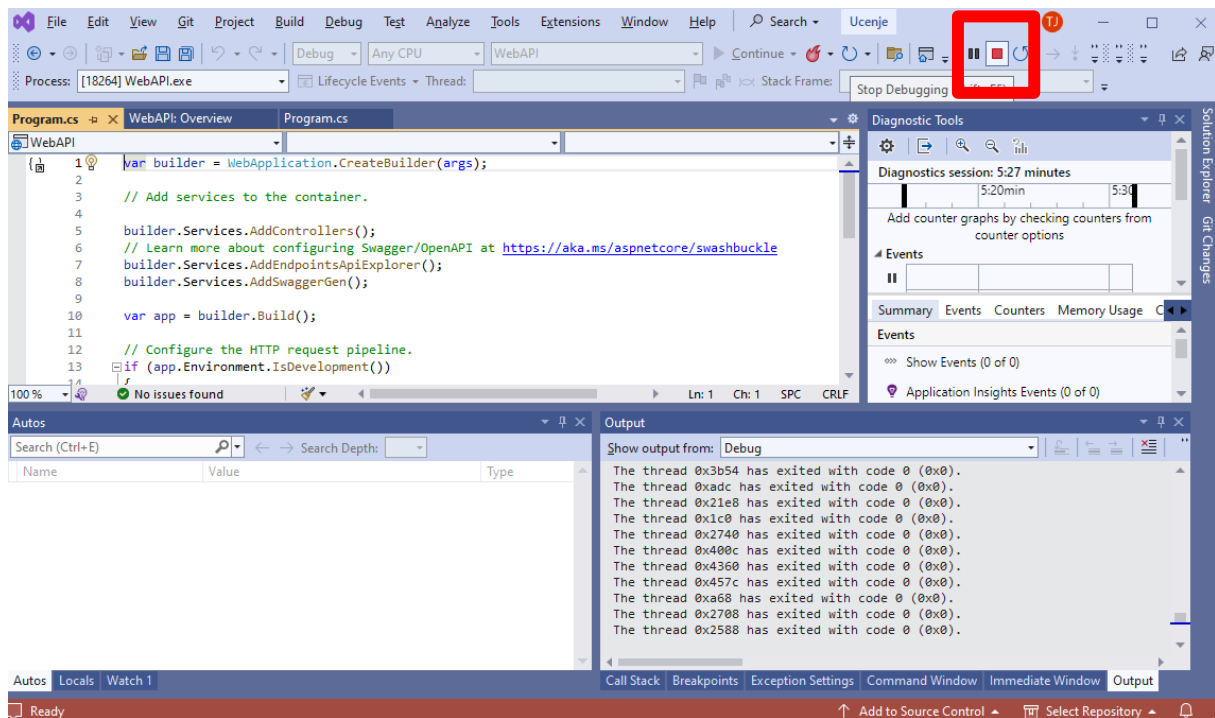 File Edit View Git Project Build Debug Test Analyze Tools Extensions Window Help Search Ucenje TJ
Debug Any CPU WebAPI Continue
Process: [18264] WebAPI.exe Lifecycle Events Thread: Stack Frame:
Stop Debugging
Program.cs WebAPI: Overview Program.cs
WebAPI
1 var builder = WebApplication.CreateBuilder(args);
2
3 // Add services to the container.
4
5 builder.Services.AddControllers();
6 // Learn more about configuring Swagger/OpenAPI at https://aka.ms/aspnetcore/swashbuckle
7 builder.Services.AddEndpointsApiExplorer();
8 builder.Services.AddSwaggerGen();
9
10 var app = builder.Build();
11
12 // Configure the HTTP request pipeline.
13 if (app.Environment.IsDevelopment())
14 {
100 % No issues found Ln: 1 Ch: 1 SPC CRLF
Diagnostic Tools
Diagnostics session: 5:27 minutes
5:20min 5:30
Add counter graphs by checking counters from
counter options
Events
Summary Events Counters Memory Usage C
Events
Show Events (0 of 0)
Application Insights Events (0 of 0)
Solution Explorer
Git Changes
Autos
Search (Ctrl+E) Search Depth:
Name Value Type
Autos Locals Watch 1
Output
Show output from: Debug
The thread 0x3b54 has exited with code 0 (0x0).
The thread 0xadc has exited with code 0 (0x0).
The thread 0x21e8 has exited with code 0 (0x0).
The thread 0x1c0 has exited with code 0 (0x0).
The thread 0x2740 has exited with code 0 (0x0).
The thread 0x400c has exited with code 0 (0x0).
The thread 0x4360 has exited with code 0 (0x0).
The thread 0x457c has exited with code 0 (0x0).
The thread 0xa68 has exited with code 0 (0x0).
The thread 0x2708 has exited with code 0 (0x0).
The thread 0x2588 has exited with code 0 (0x0).
Call Stack Breakpoints Exception Settings Command Window Immediate Window Output
Ready Add to Source Control Select Repository